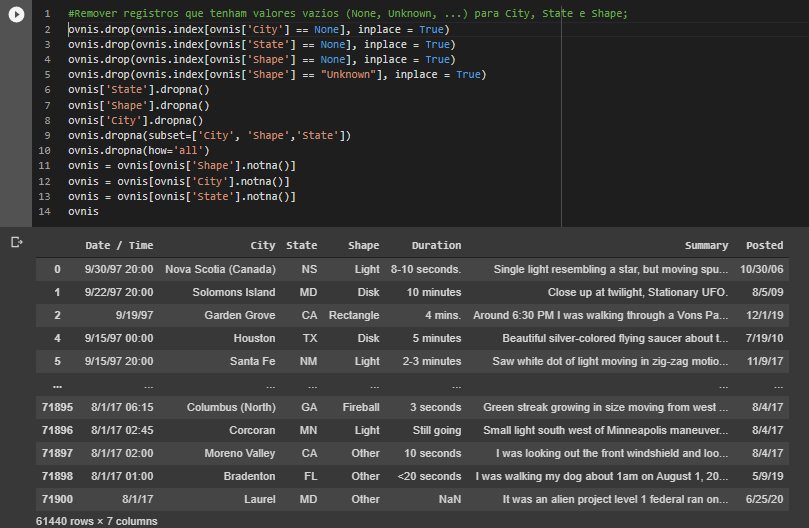 1 #Remover registros que tenham valores vazios (None, Unknown, ...) para City, State e Shape;
2 ovnis.drop(ovnis.index[ovnis['City'] == None], inplace = True)
3 ovnis.drop(ovnis.index[ovnis['State'] == None], inplace = True)
4 ovnis.drop(ovnis.index[ovnis['Shape'] == None], inplace = True)
5 ovnis.drop(ovnis.index[ovnis['Shape'] == "Unknown"], inplace = True)
6 ovnis['State'].dropna()
7 ovnis['Shape'].dropna()
8 ovnis['City'].dropna()
9 ovnis.dropna(subset=['City', 'Shape','State'])
10 ovnis.dropna(how='all')
11 ovnis = ovnis[ovnis['Shape'].notna()]
12 ovnis = ovnis[ovnis['City'].notna()]
13 ovnis = ovnis[ovnis['State'].notna()]
14 ovnis
Date / Time City State Shape Duration Summary Posted
0 9/30/97 20:00 Nova Scotia (Canada) NS Light 8-10 seconds. Single light resembling a star, but moving spu... 10/30/06
1 9/22/97 20:00 Solomons Island MD Disk 10 minutes Close up at twilight, Stationary UFO. 8/5/09
2 9/19/97 Garden Grove CA Rectangle 4 mins. Around 6:30 PM I was walking through a Vons Pa... 12/1/19
4 9/15/97 00:00 Houston TX Disk 5 minutes Beautiful silver-colored flying saucer about t... 7/19/10
5 9/15/97 20:00 Santa Fe NM Light 2-3 minutes Saw white dot of light moving in zig-zag motio... 11/9/17
... ... ... ... ... ... ... ...
71895 8/1/17 06:15 Columbus (North) GA Fireball 3 seconds Green streak growing in size moving from west ... 8/4/17
71896 8/1/17 02:45 Corcoran MN Light Still going Small light south west of Minneapolis maneuver... 8/4/17
71897 8/1/17 02:00 Moreno Valley CA Other 10 seconds I was looking out the front windshield and loo... 8/4/17
71898 8/1/17 01:00 Bradenton FL Other <20 seconds I was walking my dog about 1am on August 1, 20... 5/9/19
71900 8/1/17 Laurel MD Other NaN It was an alien project level 1 federal ran on... 6/25/20
61440 rows × 7 columns